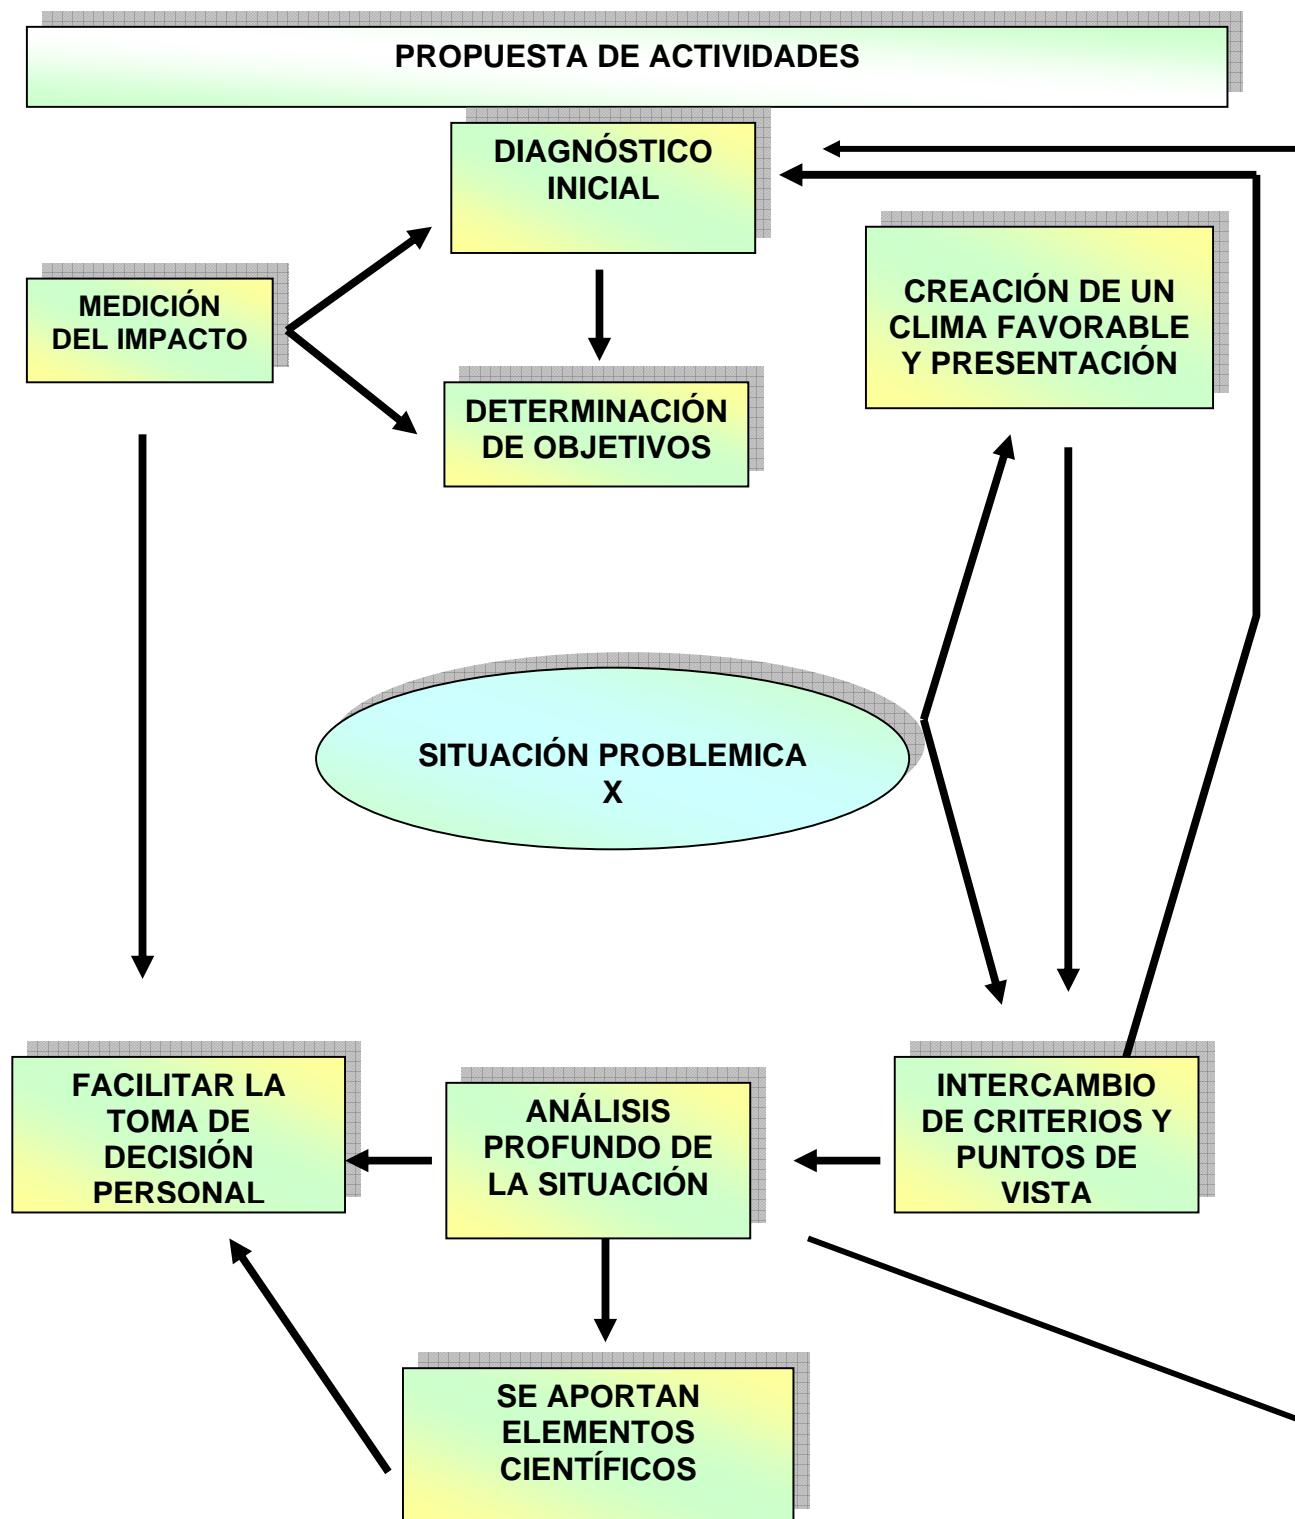 PROPUESTA DE ACTIVIDADES
DIAGNÓSTICO
INICIAL
CREACIÓN DE UN
CLIMA FAVORABLE
Y PRESENTACIÓN
MEDICIÓN
DEL IMPACTO
DETERMINACIÓN
DE OBJETIVOS
SITUACIÓN PROBLEMICA
X
FACILITAR LA
TOMA DE
DECISIÓN
PERSONAL
ANÁLISIS
PROFUNDO DE
LA SITUACIÓN
INTERCAMBIO
DE CRITERIOS Y
PUNTOS DE
VISTA
SE APORTAN
ELEMENTOS
CIENTÍFICOS